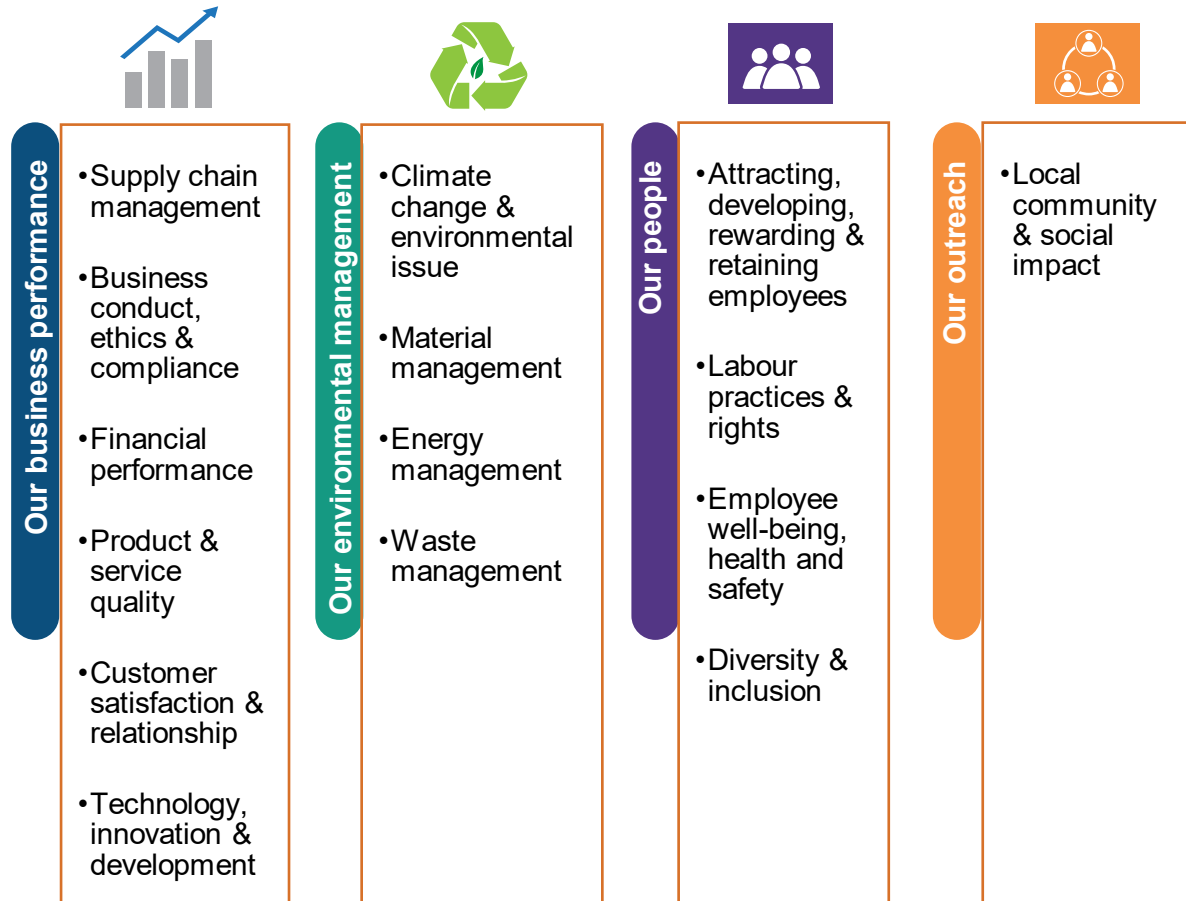 Our business performance
•Supply chain
management
•Business
conduct,
ethics &
compliance
•Financial
performance
•Product &
service
quality
•Customer
satisfaction &
relationship
•Technology,
innovation &
development
Our environmental management
•Climate
change &
environmental
issue
•Material
management
•Energy
management
•Waste
management
Our people
•Attracting,
developing,
rewarding &
retaining
employees
•Labour
practices &
rights
•Employee
well-being,
health and
safety
•Diversity &
inclusion
Our outreach
•Local
community
& social
impact